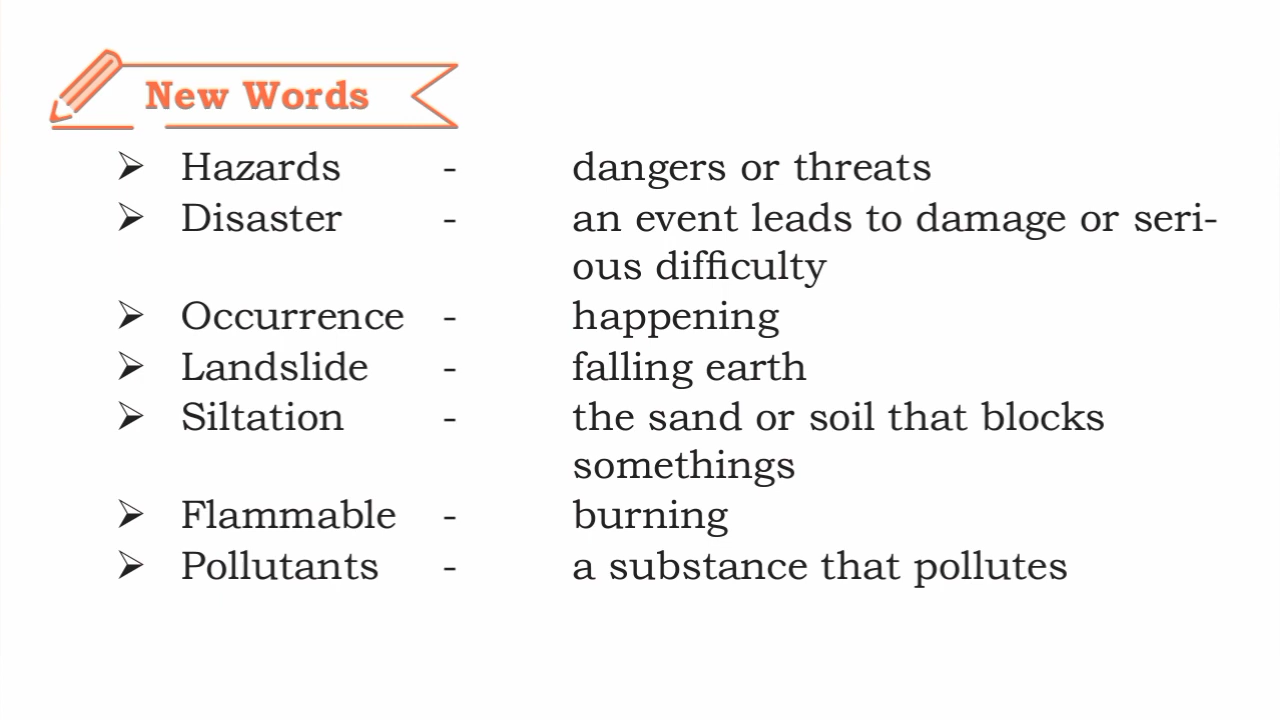 New Words
➢ Hazards - dangers or threats
➢ Disaster - an event leads to damage or seri-
ous difficulty
➢ Occurrence - happening
➢ Landslide - falling earth
➢ Siltation - the sand or soil that blocks
somethings
➢ Flammable - burning
➢ Pollutants - a substance that pollutes